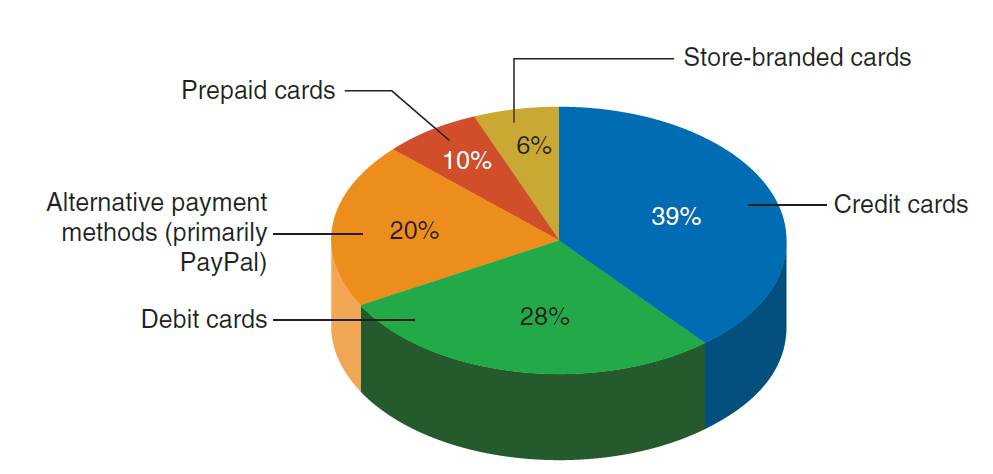 Store-branded cards
Prepaid cards
6%
10%
Alternative payment
methods (primarily
PayPal)
20%
39%
Credit cards
Debit cards
28%